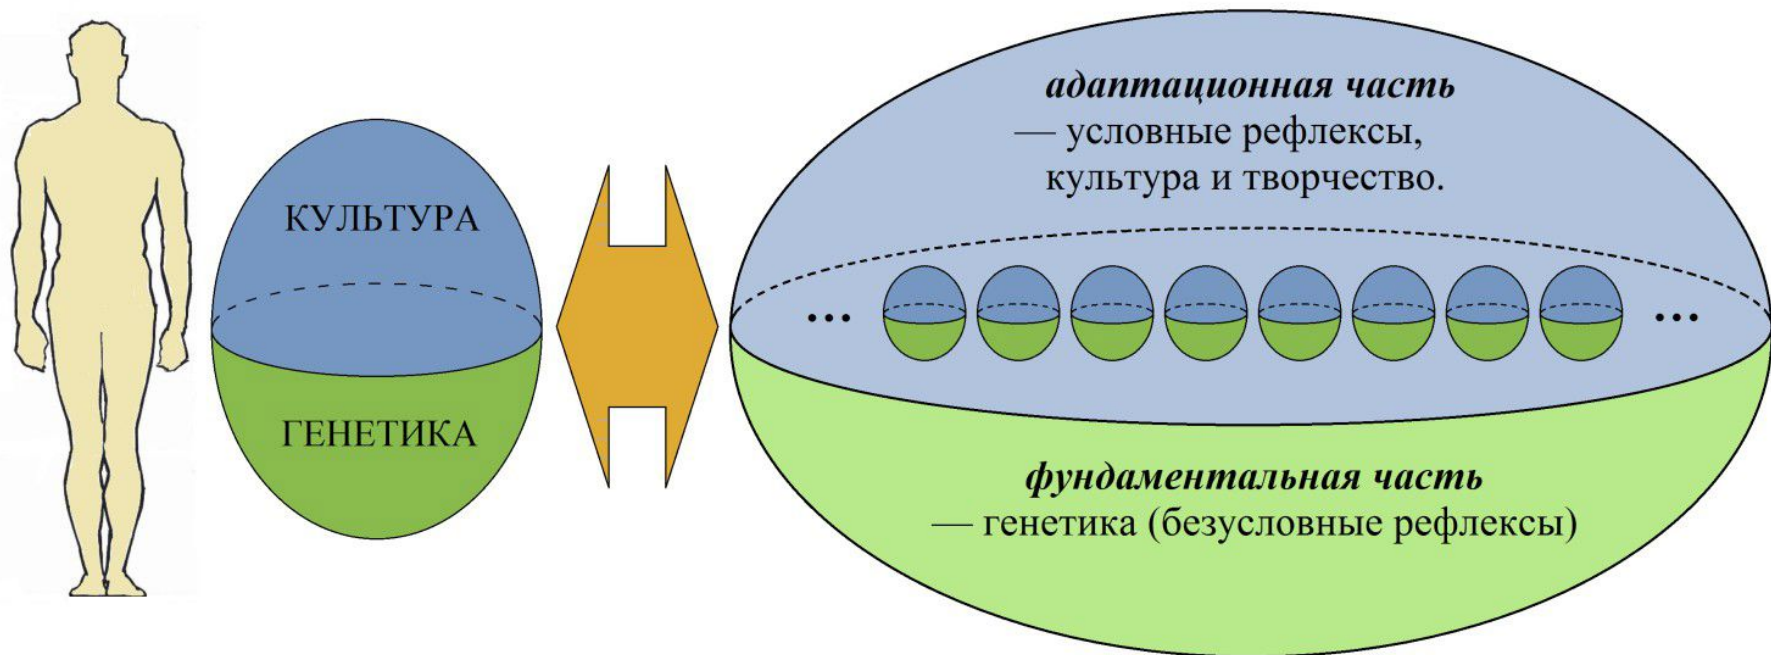 КУЛЬТУРА
ГЕНЕТИКА
адаптационная часть
— условные рефлексы,
культура и творчество.
... ...
фундаментальная часть
— генетика (безусловные рефлексы)